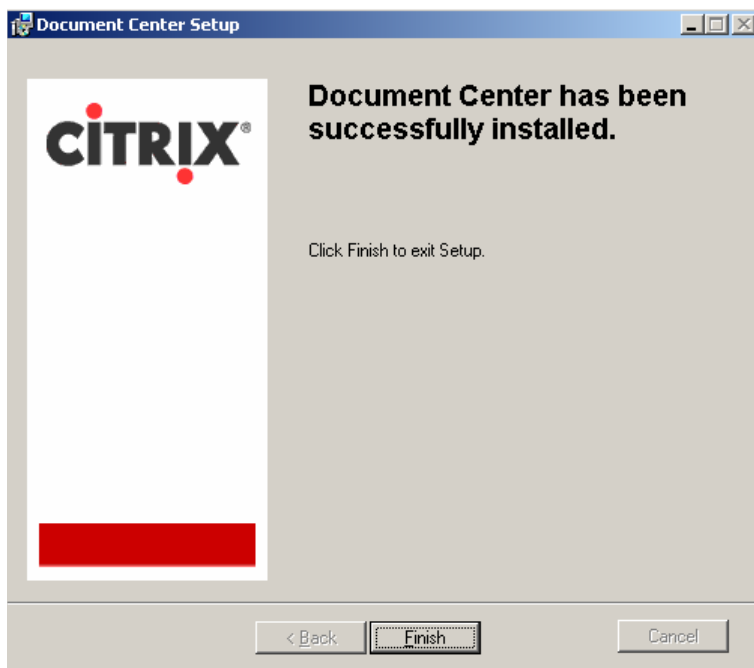 Document Center Setup
CiTRIX®
Document Center has been
successfully installed.
Click Finish to exit Setup.
< Back
Finish
Cancel